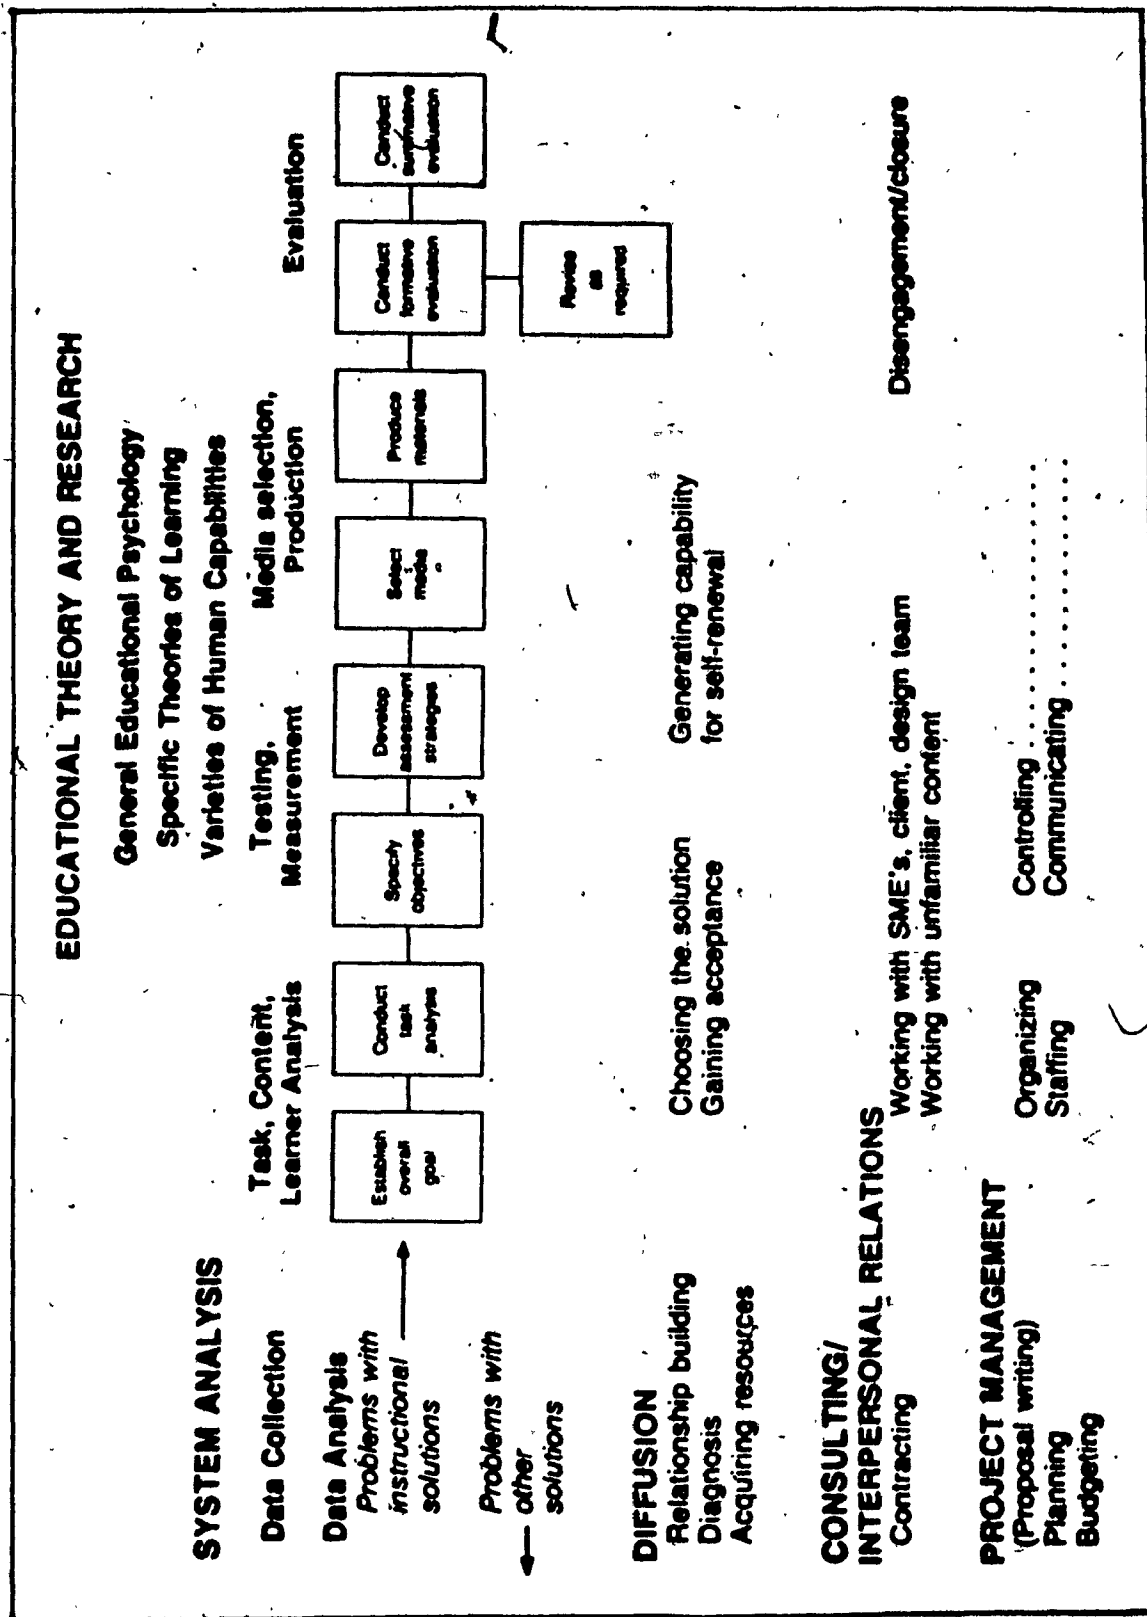 EDUCATIONAL THEORY AND RESEARCH
General Educational Psychology
Specific Theories of Learning
Varieties of Human Capabilities
SYSTEM ANALYSIS
Data Collection
Data Analysis
Problems with
instructional
solutions
Problems with
other
solutions
Task, Content,
Learner Analysis
Testing,
Measurement
Media selection,
Production
Evaluation
Establish
overall
goal
Conduct
task
analysis
Specify
objectives
Develop
assessment
strategies
Select
media
Produce
materials
Conduct
formative
evaluation
Conduct
summative
evaluation
Revise
as
required
DIFFUSION
Relationship building
Diagnosis
Acquiring resources
Choosing the solution
Gaining acceptance
Generating capability
for self-renewal
CONSULTING/
INTERPERSONAL RELATIONS
Contracting
Working with SME's, client, design team
Working with unfamiliar content
Disengagement/closure
PROJECT MANAGEMENT
(Proposal writing)
Planning
Budgeting
Organizing
Staffing
Controlling . . . . . . . . . . . . . .
Communicating . . . . . . . . . . . .